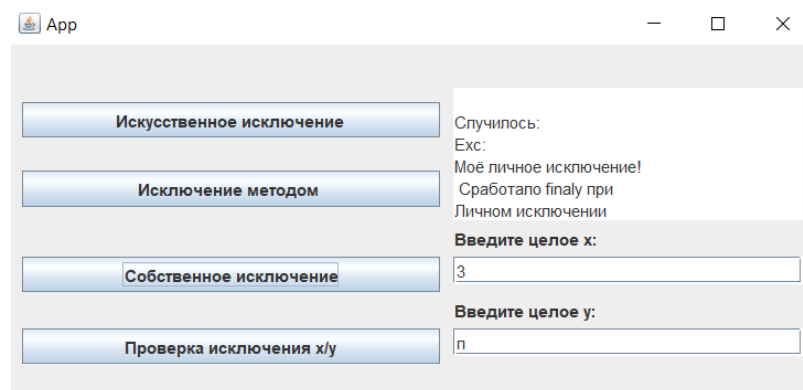 App
Искусственное исключение
Исключение методом
Собственное исключение
Проверка исключения x/y
Случилось:
Exc:
Моё личное исключение!
Сработало finaly при
Личном исключении
Введите целое x:
3
Введите целое y:
п